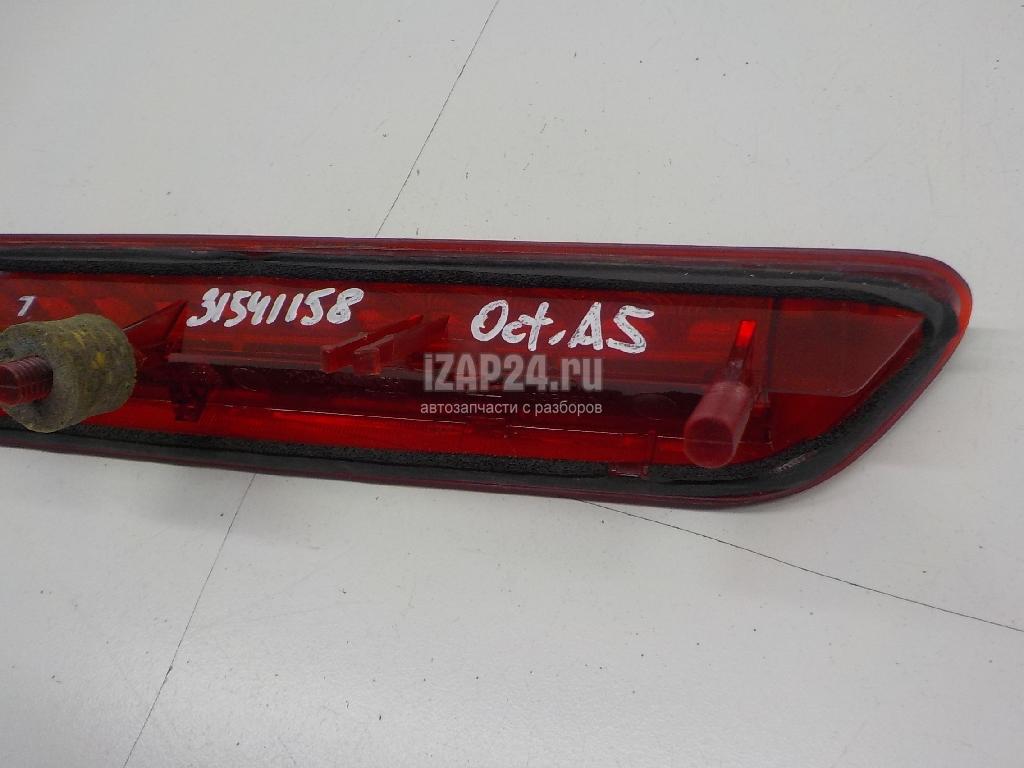 31541158
Oct. A5
iZAP24.ru
автозапчасти с разборов